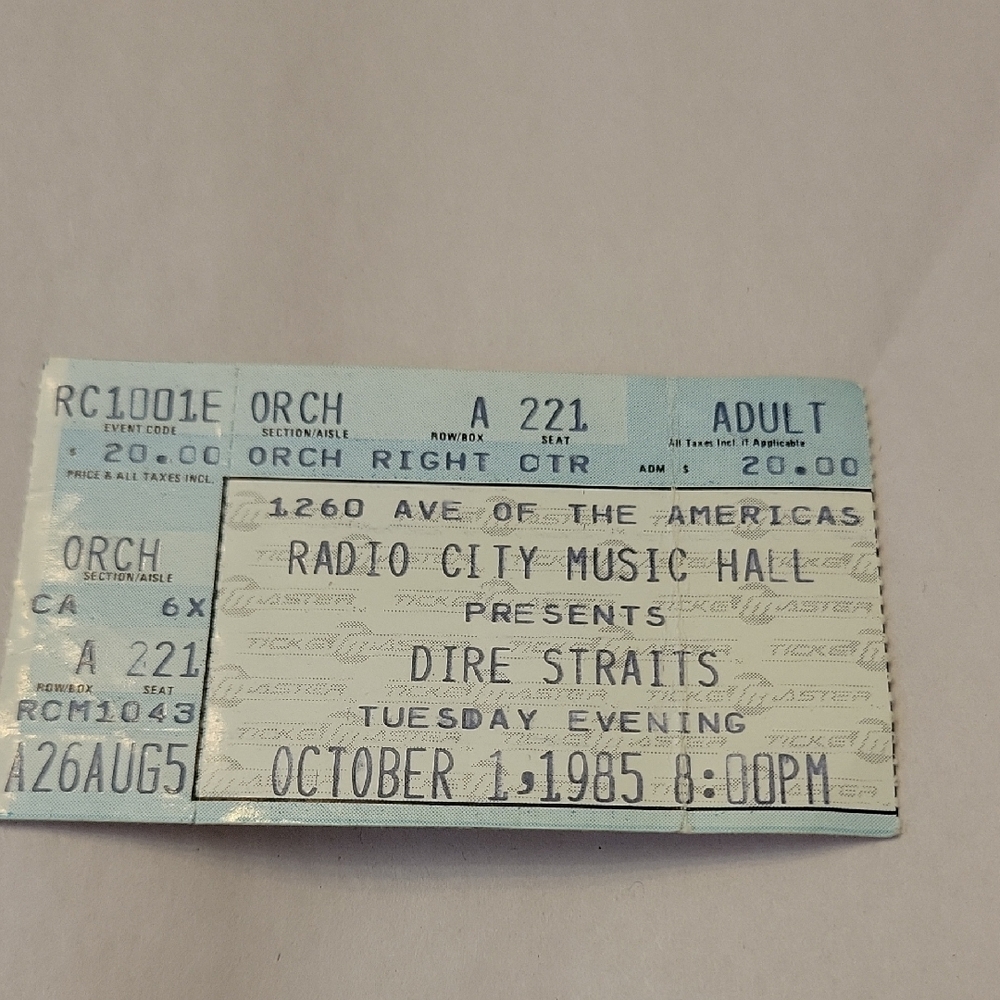 RC1001E ORCH A 221 ADULT
EVENT CODE SECTION/AISLE ROW/BOX SEAT All Taxes Incl. if Applicable
$ 20.00 ORCH RIGHT CTR ADM $ 20.00
PRICE & ALL TAXES INCL.
1260 AVE OF THE AMERICAS
ORCH RADIO CITY MUSIC HALL
SECTION/AISLE
CA 6X PRESENTS
A 221 DIRE STRAITS
ROW/BOX SEAT
RCM1043 TUESDAY EVENING
A26AUG5 OCTOBER 1,1985 8:00PM
TICKETMASTER